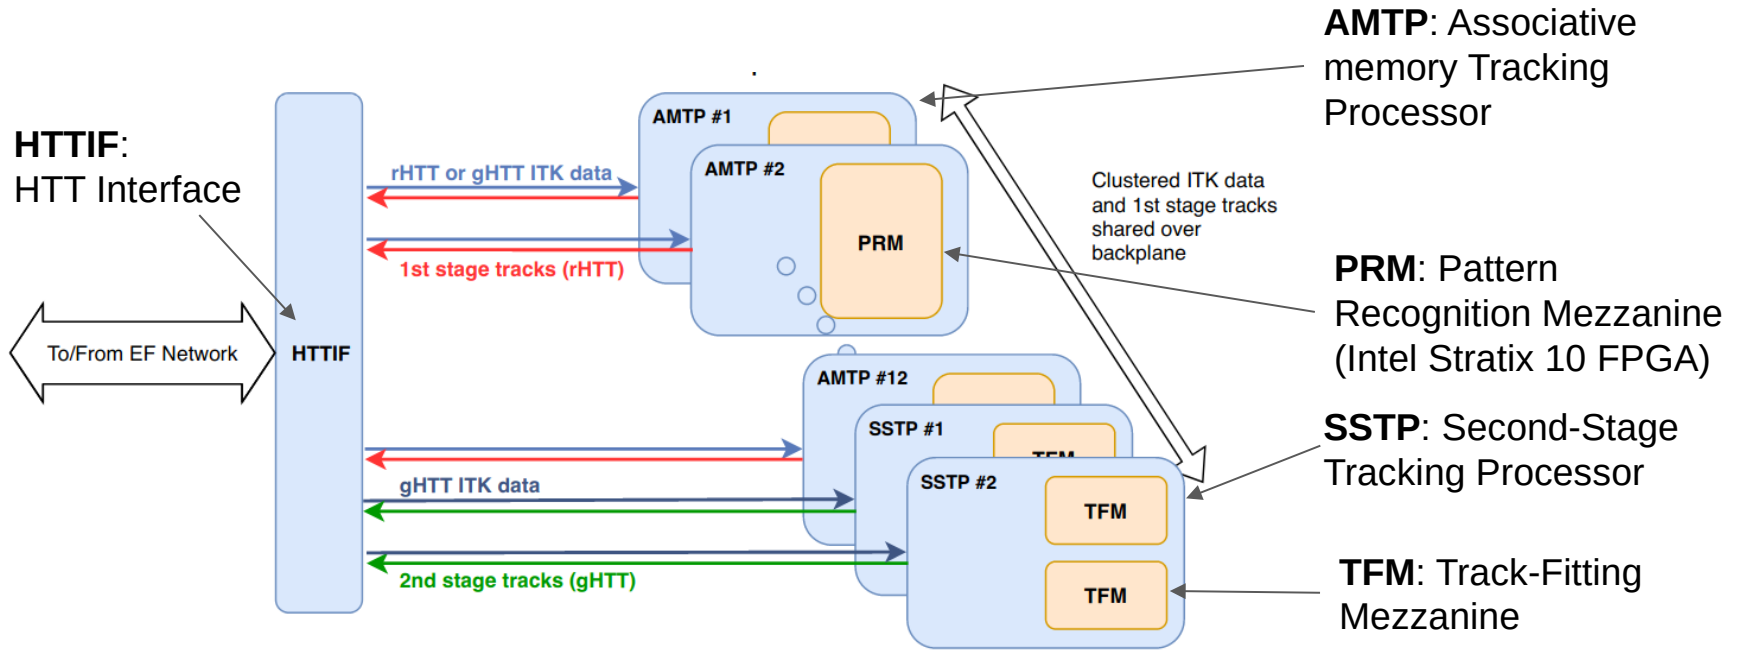 AMTP: Associative
memory Tracking
Processor
HTTIF:
HTT Interface
AMTP #1
rHTT or gHTT ITK data
AMTP #2
Clustered ITK data
and 1st stage tracks
shared over
backplane
PRM
1st stage tracks (rHTT)
PRM: Pattern
Recognition Mezzanine
(Intel Stratix 10 FPGA)
To/From EF Network
HTTIF
AMTP #12
SSTP #1
TFM
SSTP: Second-Stage
Tracking Processor
gHTT ITK data
SSTP #2
TFM
2nd stage tracks (gHTT)
TFM
TFM: Track-Fitting
Mezzanine